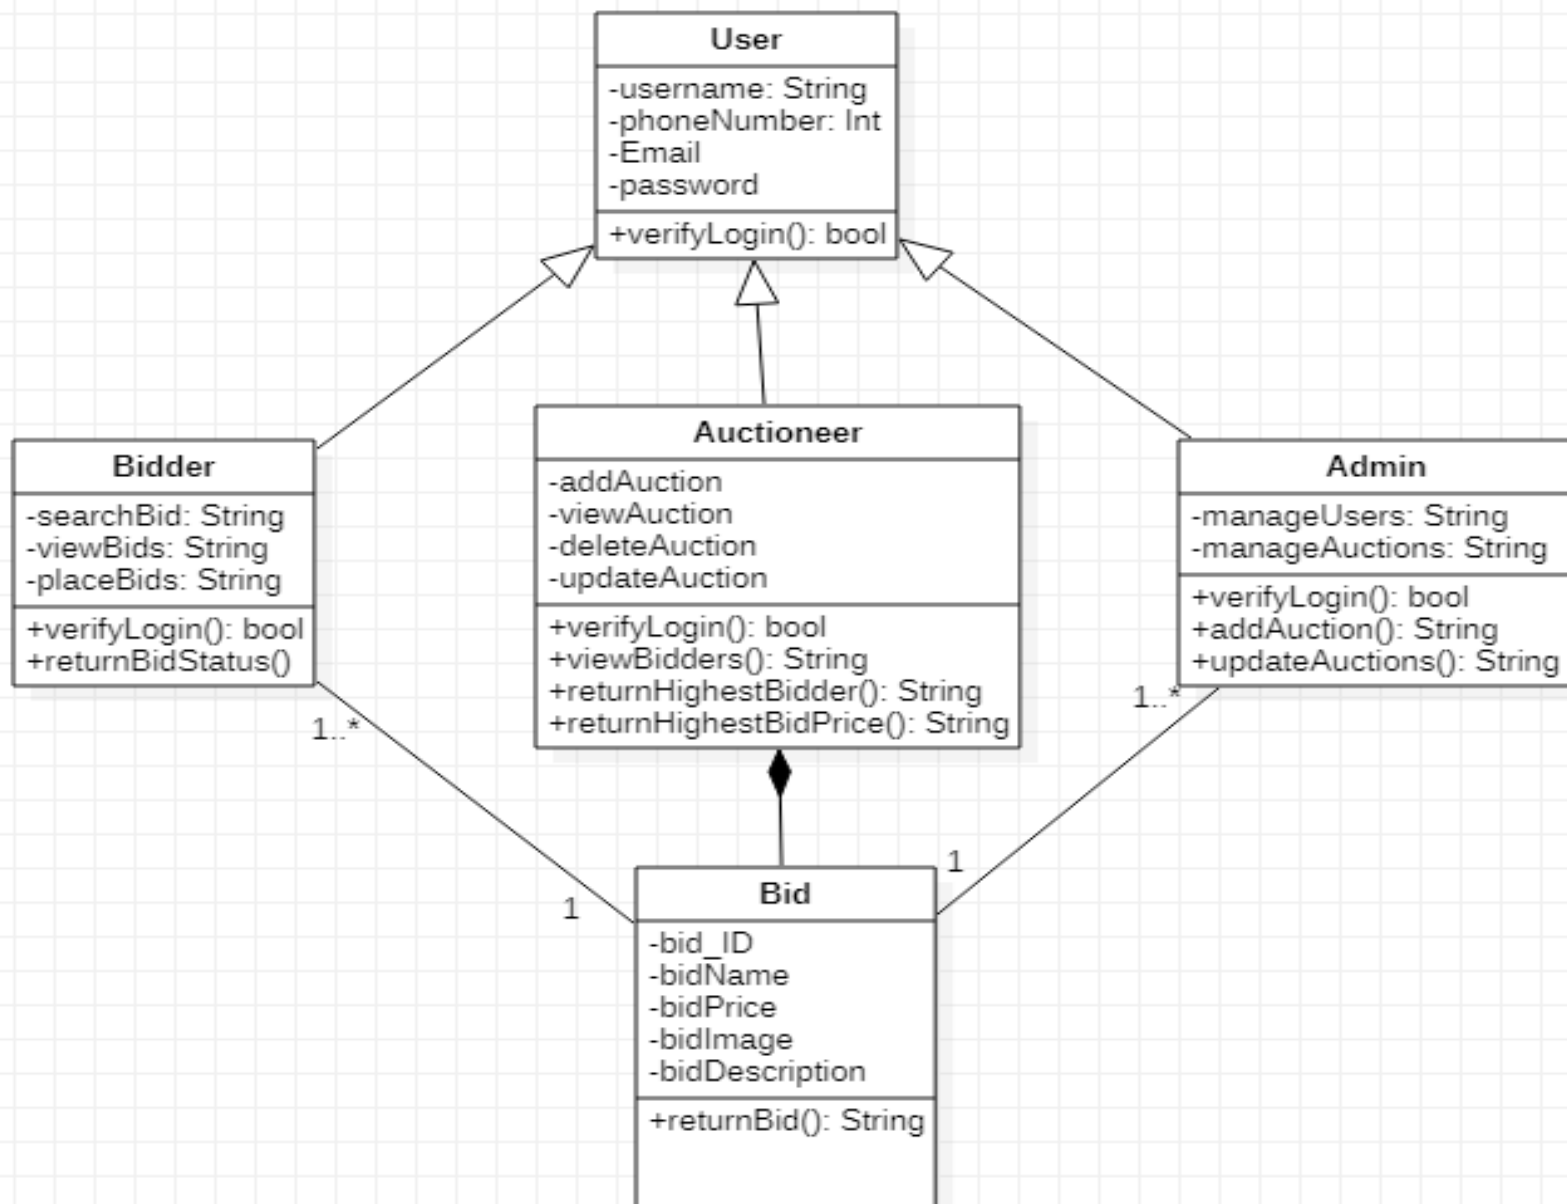 User
-username: String
-phoneNumber: Int
-Email
-password
+verifyLogin(): bool
Bidder
-searchBid: String
-viewBids: String
-placeBids: String
+verifyLogin(): bool
+returnBidStatus()
Auctioneer
-addAuction
-viewAuction
-deleteAuction
-updateAuction
+verifyLogin(): bool
+viewBidders(): String
+returnHighestBidder(): String
+returnHighestBidPrice(): String
Admin
-manageUsers: String
-manageAuctions: String
+verifyLogin(): bool
+addAuction(): String
+updateAuctions(): String
1..*
1..*
1
1
Bid
-bid_ID
-bidName
-bidPrice
-bidImage
-bidDescription
+returnBid(): String